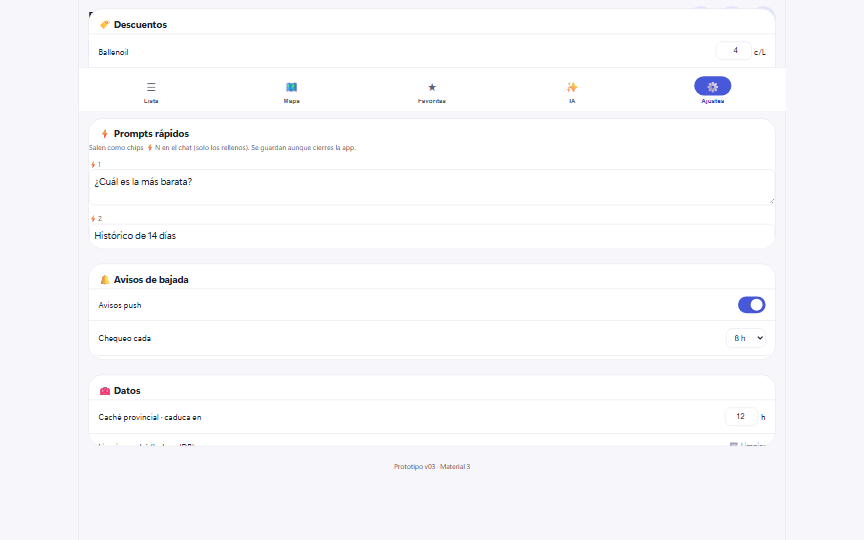 Descuentos
Ballenoil 4 c/L
Lista Mapa Favoritas IA Ajustes
Prompts rápidos
Salen como chips ⚡ N en el chat (solo los rellenos). Se guardan aunque cierres la app.
⚡ 1
¿Cuál es la más barata?
⚡ 2
Histórico de 14 días
Avisos de bajada
Avisos push
Chequeo cada 8 h
Datos
Caché provincial · caduca en 12 h
Prototipo v03 · Material 3